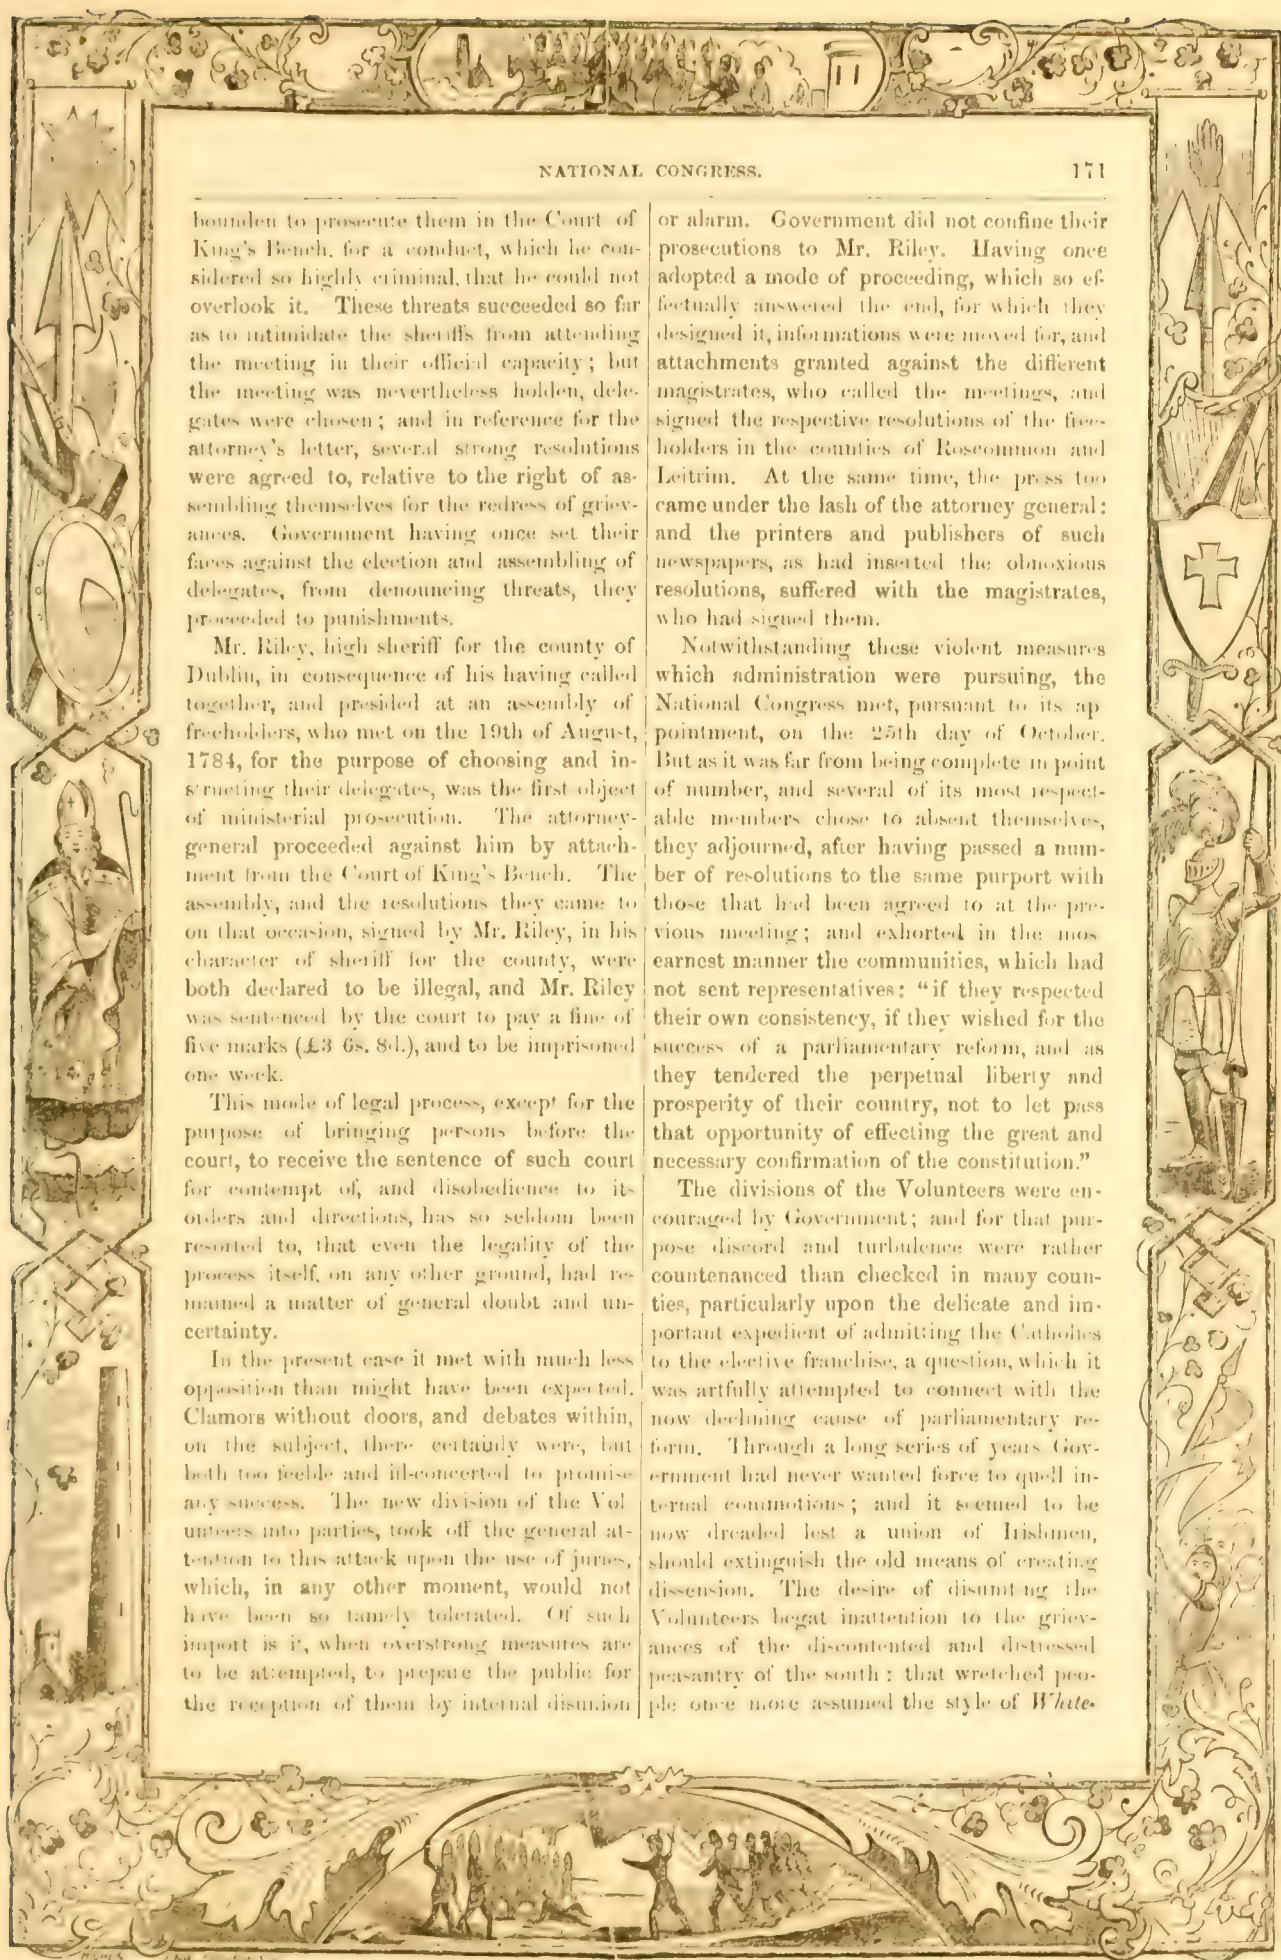 NATIONAL CONGRESS. 171
bounden to prosecute them in the Court of
King's Bench, for a conduct, which he con-
sidered so highly criminal, that he could not
overlook it. These threats succeeded so far
as to intimidate the sheriffs from attending
the meeting in their official capacity; but
the meeting was nevertheless holden, dele-
gates were chosen; and in reference for the
attorney's letter, several strong resolutions
were agreed to, relative to the right of as-
sembling themselves for the redress of griev-
ances. Government having once set their
faces against the election and assembling of
delegates, from denouncing threats, they
proceeded to punishments.
Mr. Riley, high sheriff for the county of
Dublin, in consequence of his having called
together, and presided at an assembly of
freeholders, who met on the 19th of August,
1784, for the purpose of choosing and in-
structing their delegates, was the first object
of ministerial prosecution. The attorney-
general proceeded against him by attach-
ment from the Court of King's Bench. The
assembly, and the resolutions they came to
on that occasion, signed by Mr. Riley, in his
character of sheriff for the county, were
both declared to be illegal, and Mr. Riley
was sentenced by the court to pay a fine of
five marks (£3 6s. 8d.), and to be imprisoned
one week.
This mode of legal process, except for the
purpose of bringing persons before the
court, to receive the sentence of such court
for contempt of, and disobedience to its
orders and directions, has so seldom been
resorted to, that even the legality of the
process itself, on any other ground, had re-
mained a matter of general doubt and un-
certainty.
In the present case it met with much less
opposition than might have been expected.
Clamors without doors, and debates within,
on the subject, there certainly were, but
both too feeble and ill-concerted to promise
any success. The new division of the Vol
unteers into parties, took off the general at-
tention to this attack upon the use of juries,
which, in any other moment, would not
have been so tamely tolerated. Of such
import is it, when overstrong measures are
to be attempted, to prepare the public for
the reception of them by internal disunion
or alarm. Government did not confine their
prosecutions to Mr. Riley. Having once
adopted a mode of proceeding, which so ef-
fectually answered the end, for which they
designed it, informations were moved for, and
attachments granted against the different
magistrates, who called the meetings, and
signed the respective resolutions of the free-
holders in the counties of Roscommon and
Leitrim. At the same time, the press too
came under the lash of the attorney general:
and the printers and publishers of such
newspapers, as had inserted the obnoxious
resolutions, suffered with the magistrates,
who had signed them.
Notwithstanding these violent measures
which administration were pursuing, the
National Congress met, pursuant to its ap
pointment, on the 25th day of October.
But as it was far from being complete in point
of number, and several of its most respect-
able members chose to absent themselves,
they adjourned, after having passed a num-
ber of resolutions to the same purport with
those that had been agreed to at the pre-
vious meeting; and exhorted in the mos
earnest manner the communities, which had
not sent representatives: "if they respected
their own consistency, if they wished for the
success of a parliamentary reform, and as
they tendered the perpetual liberty and
prosperity of their country, not to let pass
that opportunity of effecting the great and
necessary confirmation of the constitution."
The divisions of the Volunteers were en-
couraged by Government; and for that pur-
pose discord and turbulence were rather
countenanced than checked in many coun-
ties, particularly upon the delicate and im-
portant expedient of admitting the Catholics
to the elective franchise, a question, which it
was artfully attempted to connect with the
now declining cause of parliamentary re-
form. Through a long series of years Gov-
ernment had never wanted force to quell in-
ternal commotions; and it seemed to be
now dreaded lest a union of Irishmen,
should extinguish the old means of creating
dissension. The desire of disuniting the
Volunteers begat inattention to the griev-
ances of the discontented and distressed
peasantry of the south: that wretched peo-
ple once more assumed the style of White-